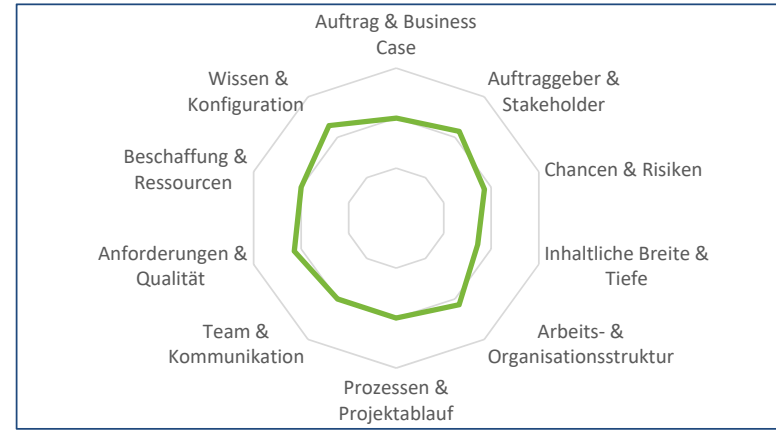 Auftrag & Business
Case
Auftraggeber &
Stakeholder
Chancen & Risiken
Inhaltliche Breite &
Tiefe
Arbeits- &
Organisationsstruktur
Prozessen &
Projektablauf
Team &
Kommunikation
Anforderungen &
Qualität
Beschaffung &
Ressourcen
Wissen &
Konfiguration